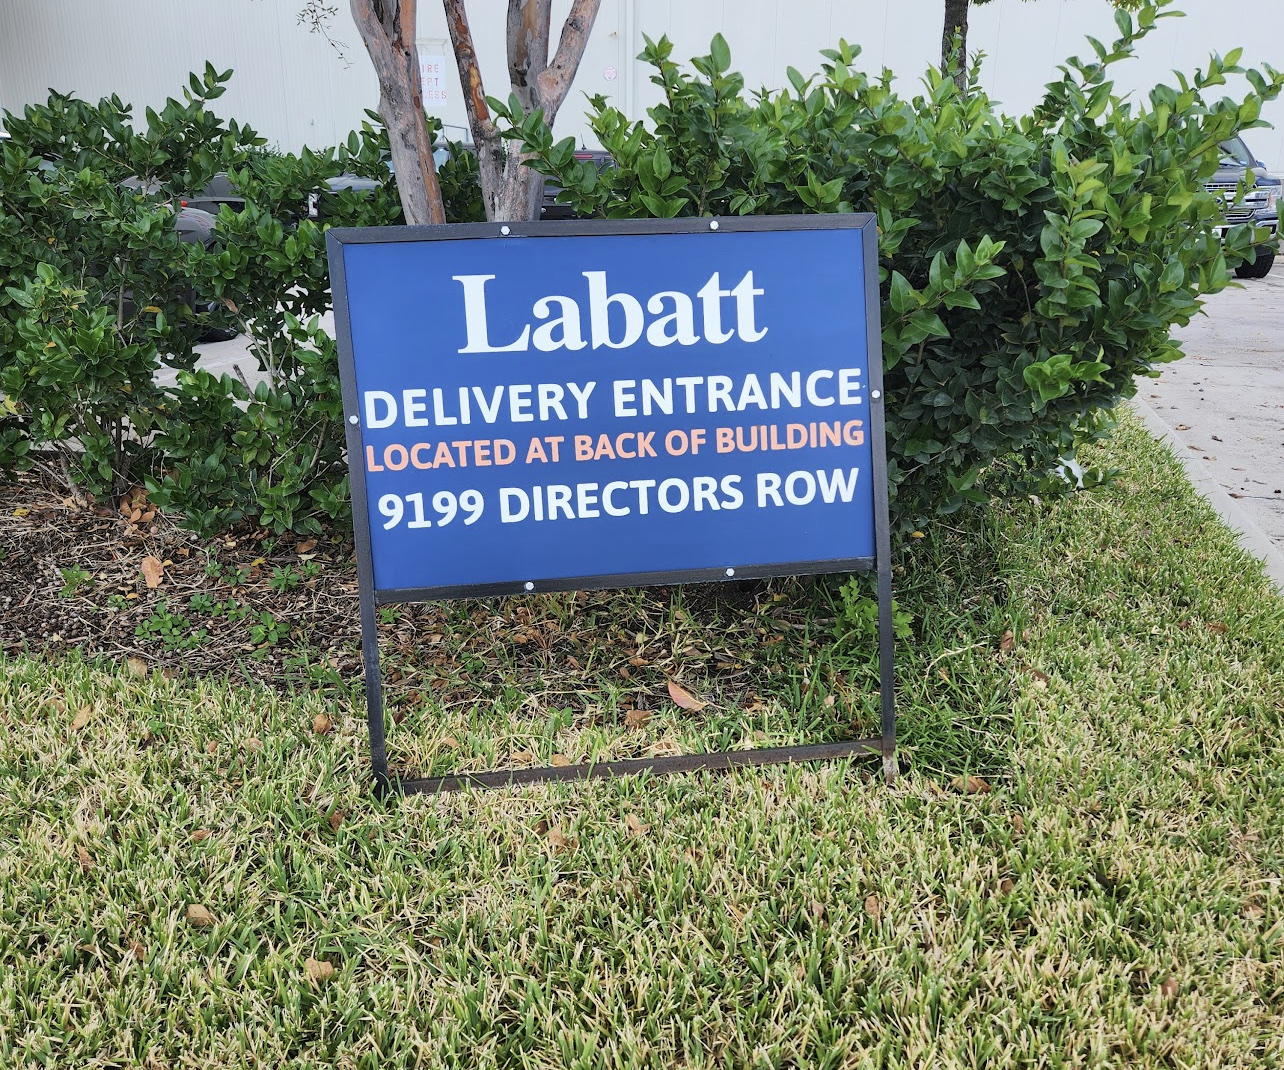 Labatt
DELIVERY ENTRANCE
LOCATED AT BACK OF BUILDING
9199 DIRECTORS ROW